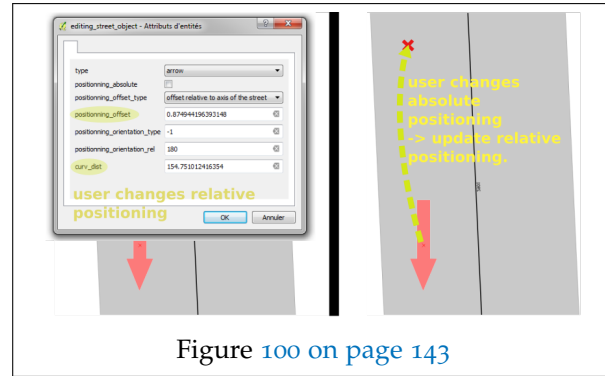 editing_street_object - Attributs d'entités
type
arrow
positionning_absolute
positionning_offset_type
offset relative to axis of the street
positionning_offset
0.874944196393148
positionning_orientation_type
-1
positionning_orientation_rel
180
curv_dist
154.751012416354
user changes relative
positioning
OK
Annuler
user changes
absolute
positioning
-> update relative
positioning.
Figure 100 on page 143